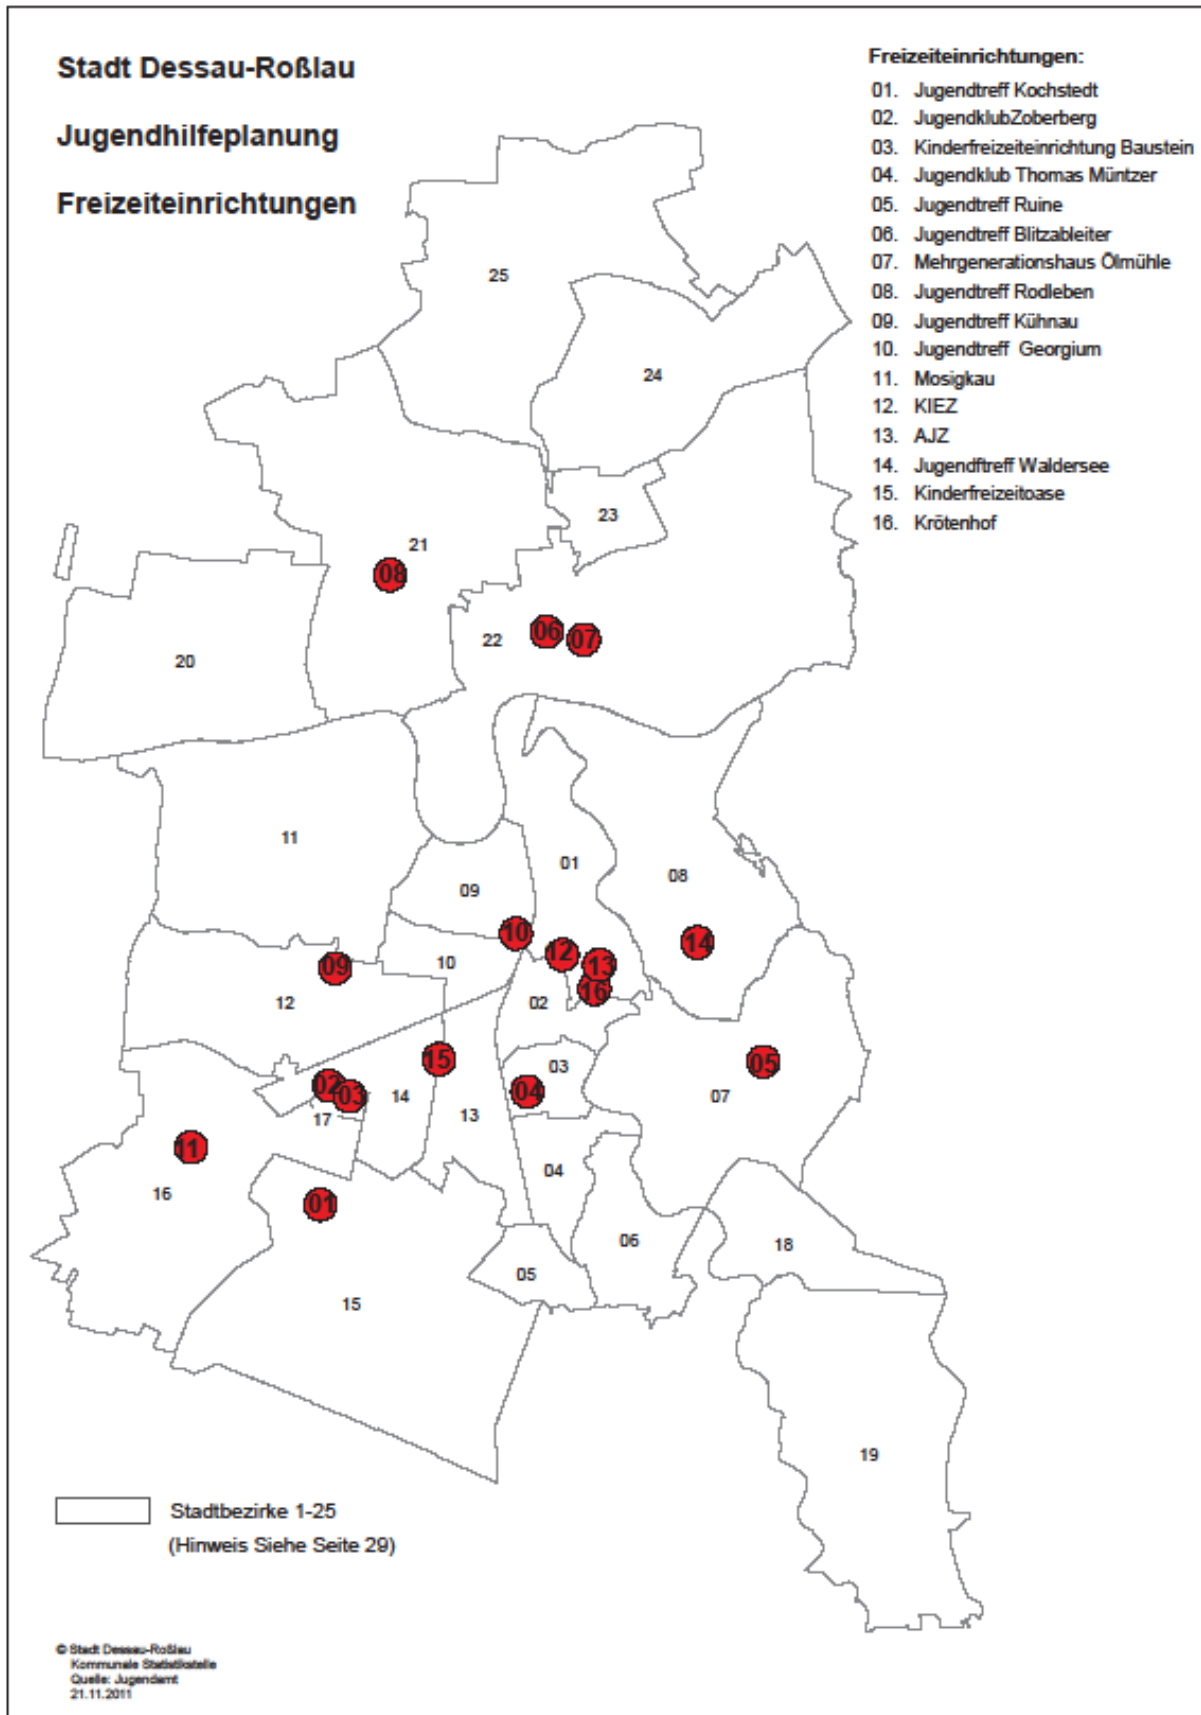 Stadt Dessau-Roßlau
Jugendhilfeplanung
Freizeiteinrichtungen
Freizeiteinrichtungen:
01. Jugendtreff Kochstedt
02. JugendklubZoberberg
03. Kinderfreizeiteinrichtung Baustein
04. Jugendklub Thomas Müntzer
05. Jugendtreff Ruine
06. Jugendtreff Blitzableiter
07. Mehrgenerationshaus Ölmühle
08. Jugendtreff Rodleben
09. Jugendtreff Kühnau
10. Jugendtreff Georgium
11. Mosigkau
12. KIEZ
13. AJZ
14. Jugendftreff Waldersee
15. Kinderfreizeitoase
16. Krötenhof
25
24
23
21
08
22
06
07
20
11
01
09
08
10
14
12
13
09
10
16
12
02
15
03
05
02
04
03
14
07
17
13
11
04
16
01
06
18
05
15
19
Stadtbezirke 1-25
(Hinweis Siehe Seite 29)
© Stadt Dessau-Roßlau
Kommunale Statistikstelle
Quelle: Jugendamt
21.11.2011